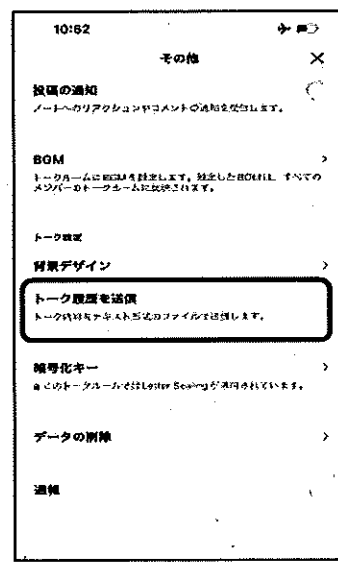 10:52
その他
投稿の通知
ノートへのリアクションやコメントの通知を受信します。
BGM
トークルームにBGMを設定します。設定したBGMは、すべての
メンバーのトークルームに反映されます。
トーク設定
背景デザイン
トーク履歴を送信
トーク内容をテキスト形式のファイルで送信します。
暗号化キー
このトークルームではLetter Sealingが適用されています。
データの削除
通報